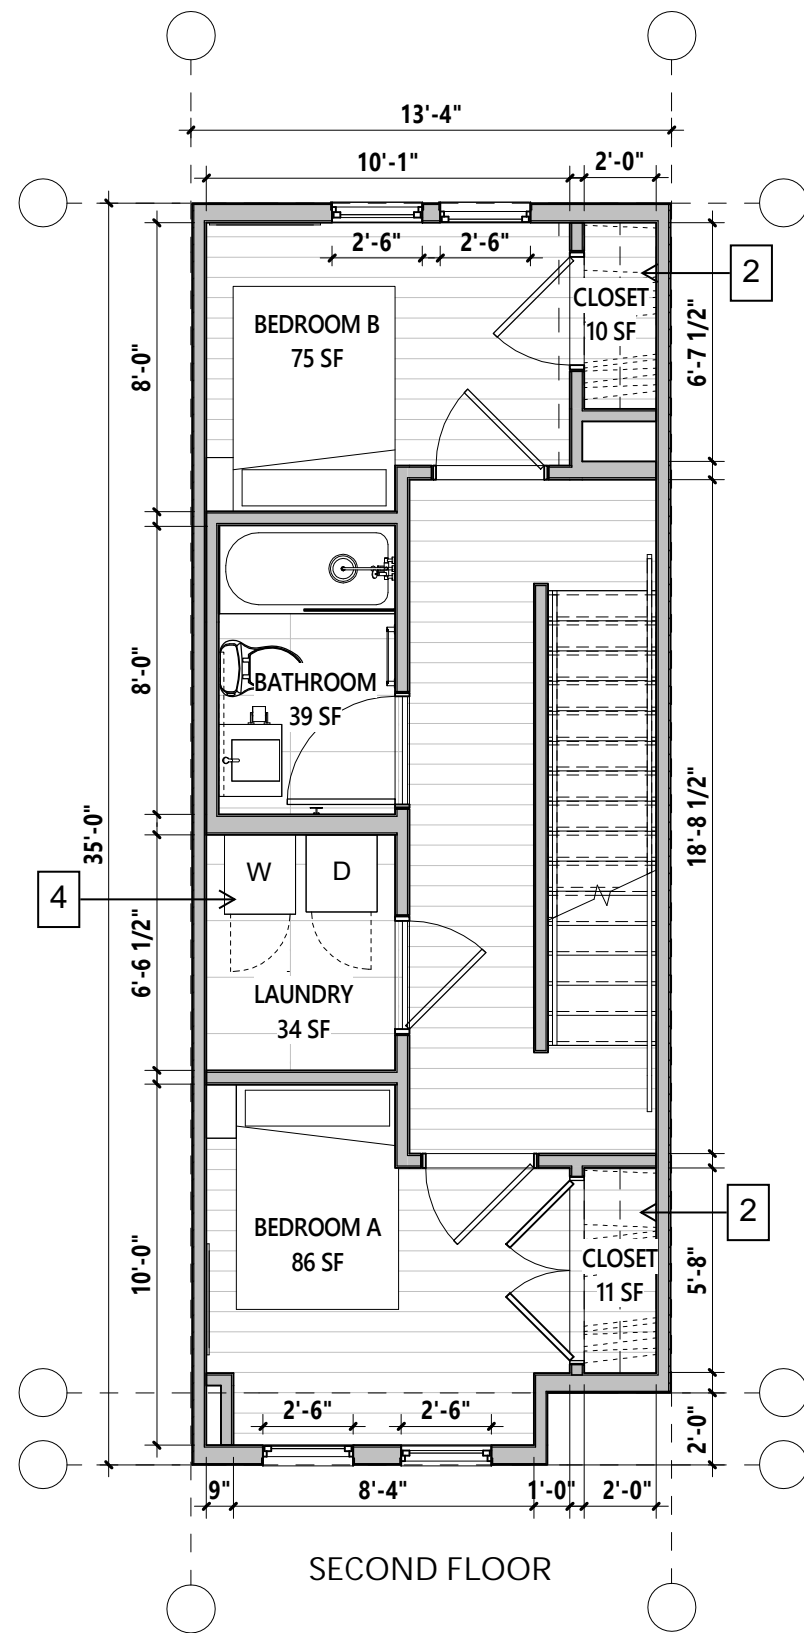 13'-4"
10'-1"
2'-0"
2'-6"
2'-6"
2
CLOSET
10 SF
BEDROOM B
75 SF
8'-0"
6'-7 1/2"
8'-0"
BATHROOM
39 SF
35'-0"
18'-8 1/2"
W
D
4
6'-6 1/2"
LAUNDRY
34 SF
2
BEDROOM A
86 SF
10'-0"
CLOSET
11 SF
5'-8"
2'-6"
2'-6"
2'-0"
9"
8'-4"
1'-0"
2'-0"
SECOND FLOOR